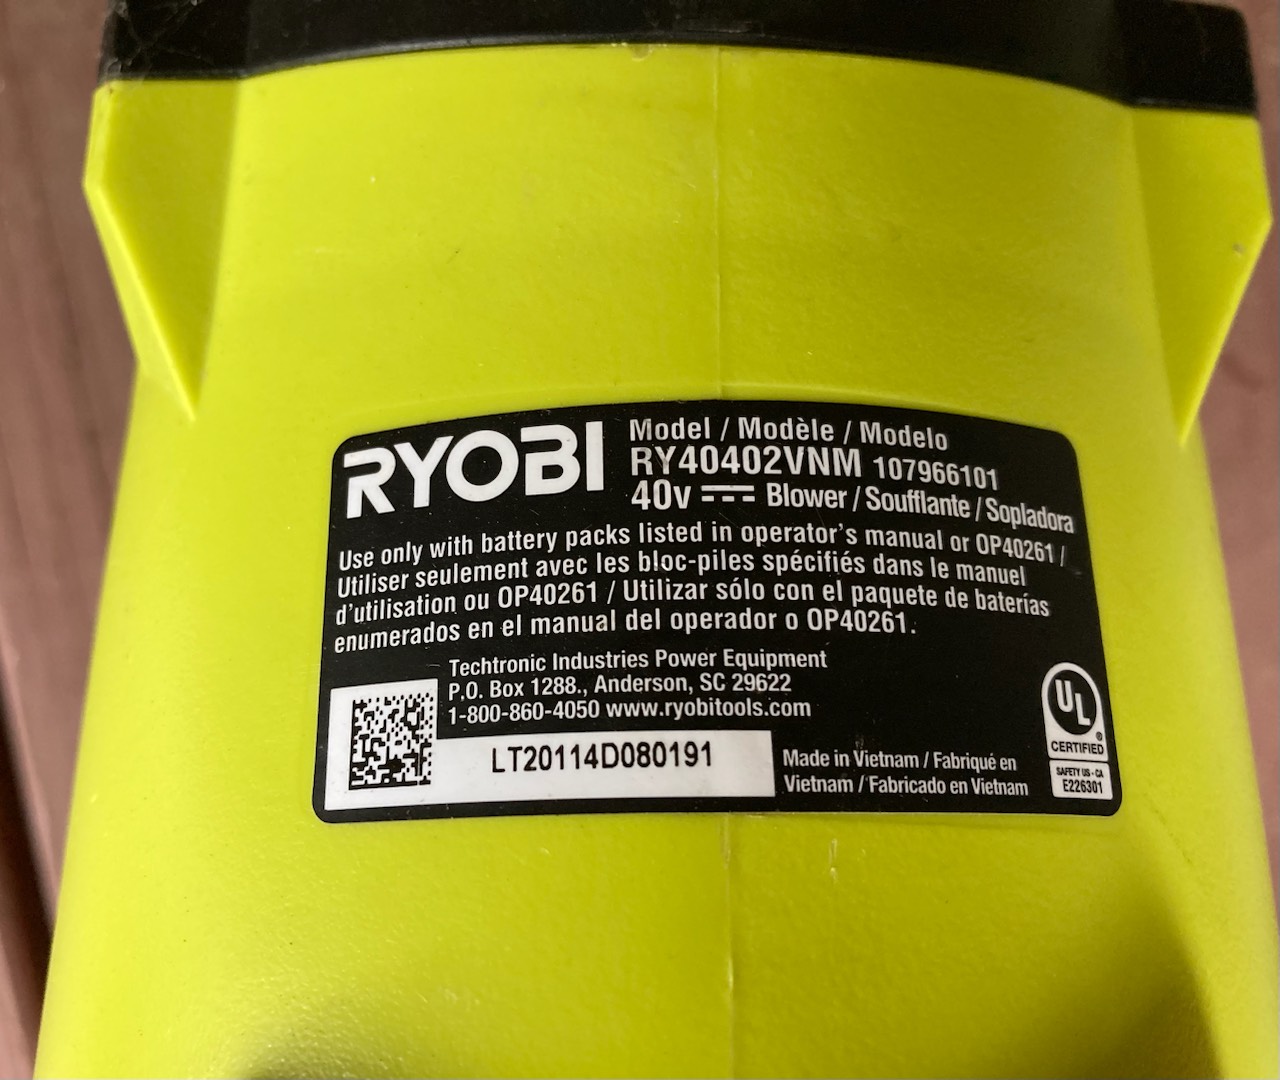 RYOBI
Model / Modèle / Modelo
RY40402VNM 107966101
40v Blower / Soufflante / Sopladora
Use only with battery packs listed in operator's manual or OP40261 /
Utiliser seulement avec les bloc-piles spécifiés dans le manuel
d'utilisation ou OP40261 / Utilizar sólo con el paquete de baterías
enumerados en el manual del operador o OP40261.
Techtronic Industries Power Equipment
P.O. Box 1288., Anderson, SC 29622
1-800-860-4050 www.ryobitools.com
LT20114D080191
Made in Vietnam / Fabriqué en
Vietnam / Fabricado en Vietnam
UL
®
CERTIFIED
SAFETY US - CA
E226301